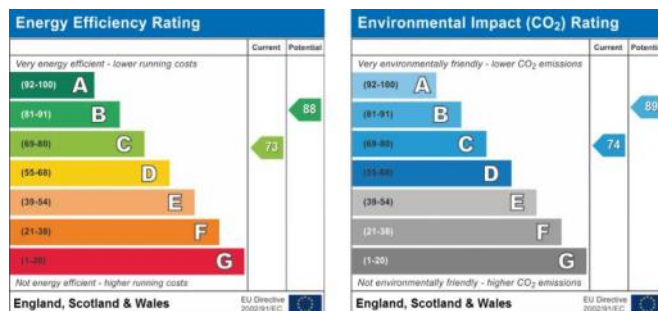 Energy Efficiency Rating
Current Potential
Very energy efficient - lower running costs
(92-100) A
(81-91) B
88
(69-80) C
73
(55-68) D
(39-54) E
(21-38) F
(1-20) G
Not energy efficient - higher running costs
England, Scotland & Wales
EU Directive
2002/91/EC
Environmental Impact (CO₂) Rating
Current Potenti
Very environmentally friendly - lower CO₂ emissions
(92-100) A
(81-91) B
89
(69-80) C
74
(55-68) D
(39-54) E
(21-38) F
(1-20) G
Not environmentally friendly - higher CO₂ emissions
England, Scotland & Wales
EU Directive
2002/91/EC